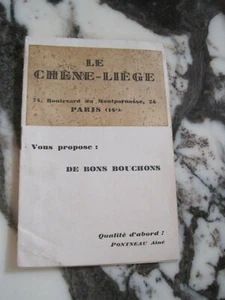 LE
CHÊNE-LIÈGE
74, Boulevard du Montparnasse, 74
PARIS (14e)
Vous propose :
DE BONS BOUCHONS
Qualité d'abord !
PONTNEAU Aîné